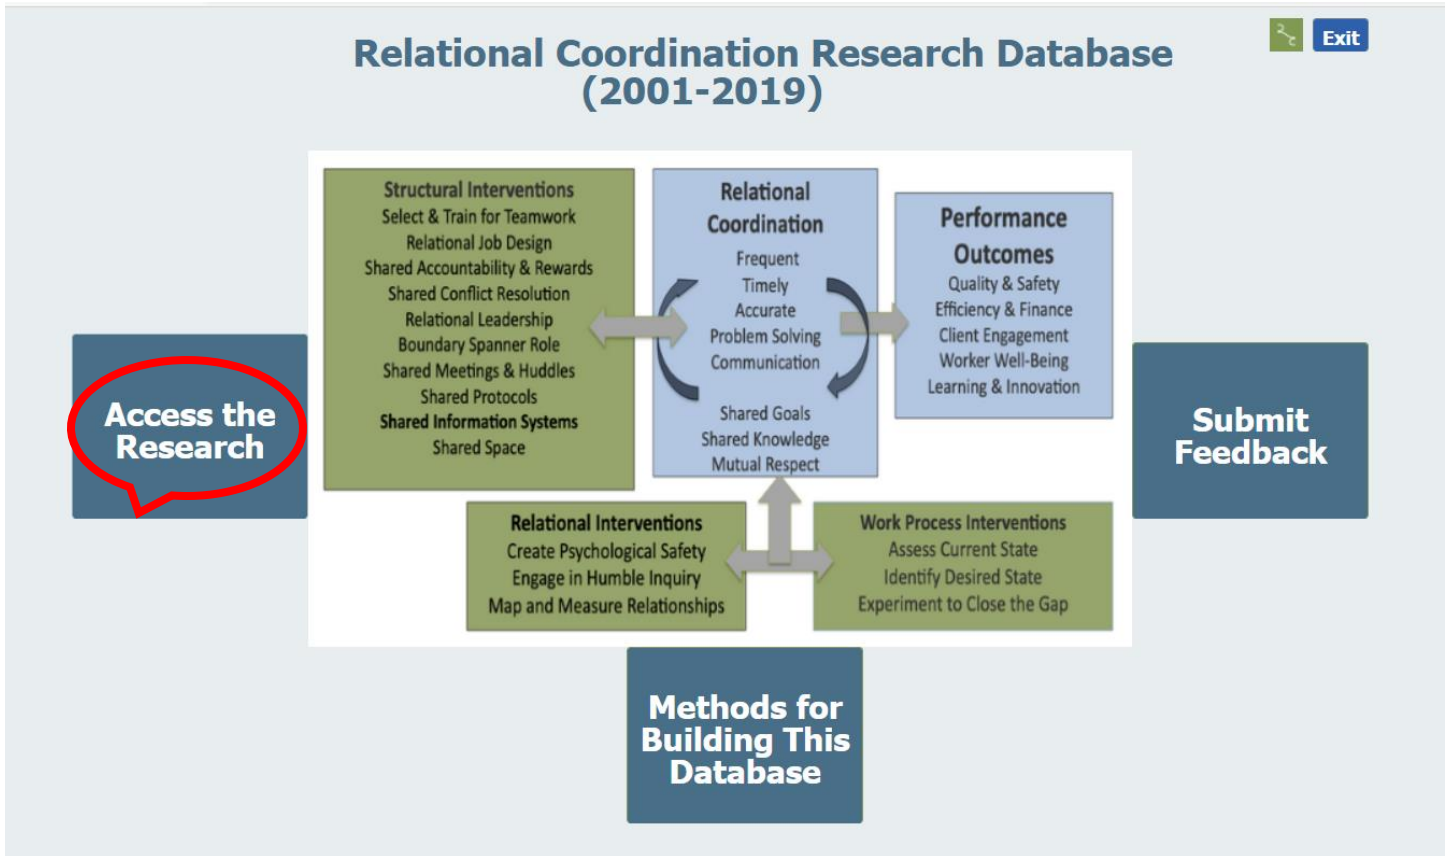 Relational Coordination Research Database
(2001-2019)
Exit
Structural Interventions
Select & Train for Teamwork
Relational Job Design
Shared Accountability & Rewards
Shared Conflict Resolution
Relational Leadership
Boundary Spanner Role
Shared Meetings & Huddles
Shared Protocols
Shared Information Systems
Shared Space
Relational
Coordination
Frequent
Timely
Accurate
Problem Solving
Communication
Shared Goals
Shared Knowledge
Mutual Respect
Performance
Outcomes
Quality & Safety
Efficiency & Finance
Client Engagement
Worker Well-Being
Learning & Innovation
Access the
Research
Submit
Feedback
Relational Interventions
Create Psychological Safety
Engage in Humble Inquiry
Map and Measure Relationships
Work Process Interventions
Assess Current State
Identify Desired State
Experiment to Close the Gap
Methods for
Building This
Database